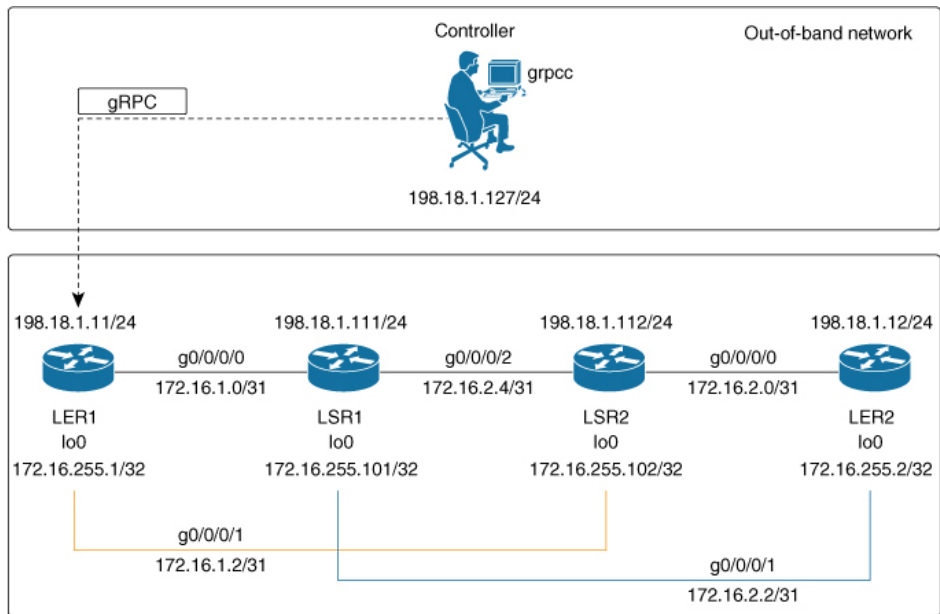 Controller
Out-of-band network
grpcc
gRPC
198.18.1.127/24
198.18.1.11/24
198.18.1.111/24
198.18.1.112/24
198.18.1.12/24
g0/0/0/0
g0/0/0/2
g0/0/0/0
172.16.1.0/31
172.16.2.4/31
172.16.2.0/31
LER1
LSR1
LSR2
LER2
lo0
lo0
lo0
lo0
172.16.255.1/32
172.16.255.101/32
172.16.255.102/32
172.16.255.2/32
g0/0/0/1
172.16.1.2/31
g0/0/0/1
172.16.2.2/31